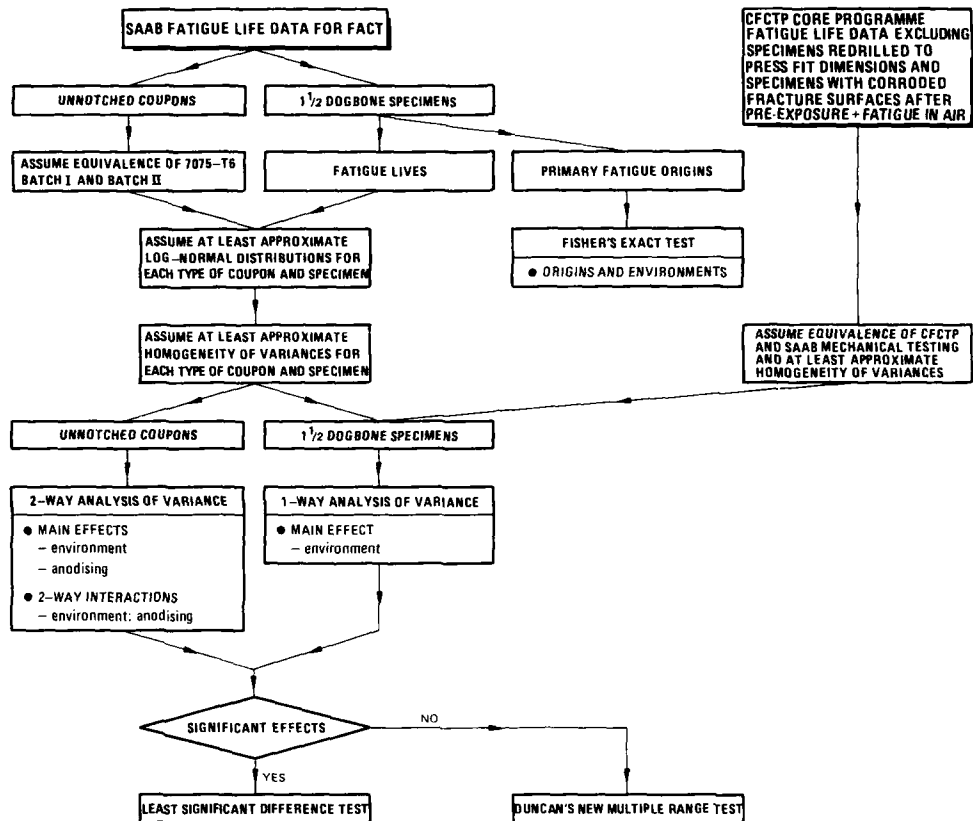 SAAB FATIGUE LIFE DATA FOR FACT
CFCTP CORE PROGRAMME
FATIGUE LIFE DATA EXCLUDING
SPECIMENS REDRILLED TO
PRESS FIT DIMENSIONS AND
SPECIMENS WITH CORRODED
FRACTURE SURFACES AFTER
PRE-EXPOSURE + FATIGUE IN AIR
UNNOTCHED COUPONS
1 1/2 DOGBONE SPECIMENS
ASSUME EQUIVALENCE OF 7075-T6
BATCH I AND BATCH II
FATIGUE LIVES
PRIMARY FATIGUE ORIGINS
ASSUME AT LEAST APPROXIMATE
LOG-NORMAL DISTRIBUTIONS FOR
EACH TYPE OF COUPON AND SPECIMEN
FISHER'S EXACT TEST
● ORIGINS AND ENVIRONMENTS
ASSUME AT LEAST APPROXIMATE
HOMOGENEITY OF VARIANCES FOR
EACH TYPE OF COUPON AND SPECIMEN
ASSUME EQUIVALENCE OF CFCTP
AND SAAB MECHANICAL TESTING
AND AT LEAST APPROXIMATE
HOMOGENEITY OF VARIANCES
UNNOTCHED COUPONS
1 1/2 DOGBONE SPECIMENS
2-WAY ANALYSIS OF VARIANCE
● MAIN EFFECTS
– environment
– anodising
● 2-WAY INTERACTIONS
– environment: anodising
1-WAY ANALYSIS OF VARIANCE
● MAIN EFFECT
– environment
SIGNIFICANT EFFECTS
NO
YES
LEAST SIGNIFICANT DIFFERENCE TEST
DUNCAN'S NEW MULTIPLE RANGE TEST